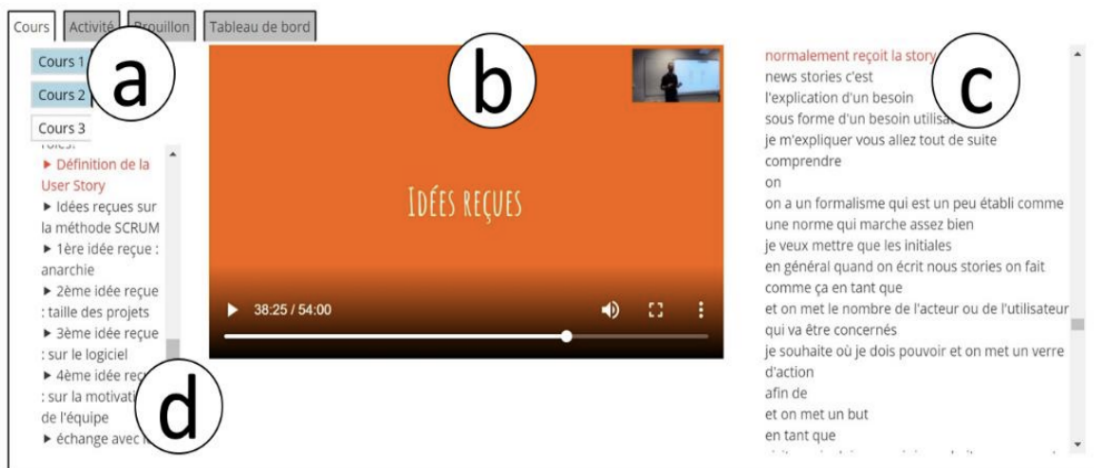 Cours
Activité
Brouillon
Tableau de bord
Cours 1
Cours 2
Cours 3
a
▶ Définition de la
User Story
▶ Idées reçues sur
la méthode SCRUM
▶ 1ère idée reçue :
anarchie
▶ 2ème idée reçue
: taille des projets
▶ 3ème idée reçue
: sur le logiciel
▶ 4ème idée
: sur la
de l'équipe
▶ échange avec
d
b
IDÉES REÇUES
38:25 / 54:00
c
normalement reçoit la story
news stories c'est
l'explication d'un besoin
sous forme d'un besoin
je m'expliquer vous allez tout de suite
comprendre
on
on a un formalisme qui est un peu établi comme
une norme qui marche assez bien
je veux mettre que les initiales
en général quand on écrit nous stories on fait
comme ça en tant que
et on met le nombre de l'acteur ou de l'utilisateur
qui va être concernés
je souhaite où je dois pouvoir et on met un verre
d'action
afin de
et on met un but
en tant que